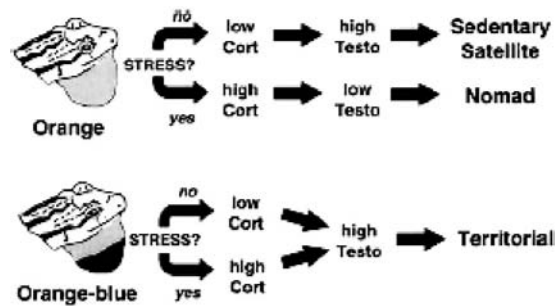 no
low
Cort
high
Testo
Sedentary
Satellite
STRESS?
high
Cort
low
Testo
Nomad
Orange
yes
no
low
Cort
STRESS?
high
Testo
Territorial
high
Cort
Orange-blue
yes